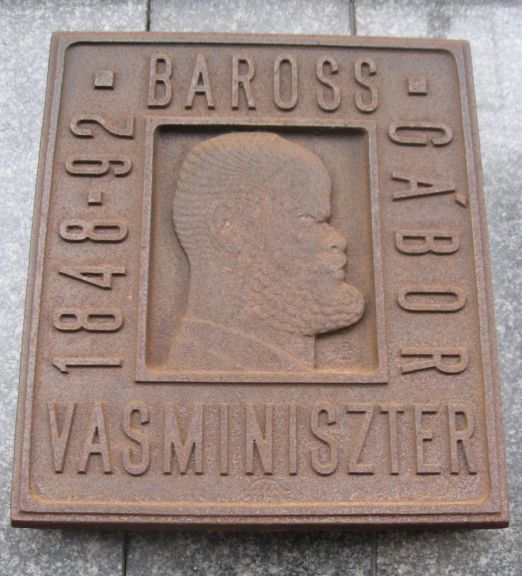 BAROSS
GÁBOR
1848-92
VASMINISZTER